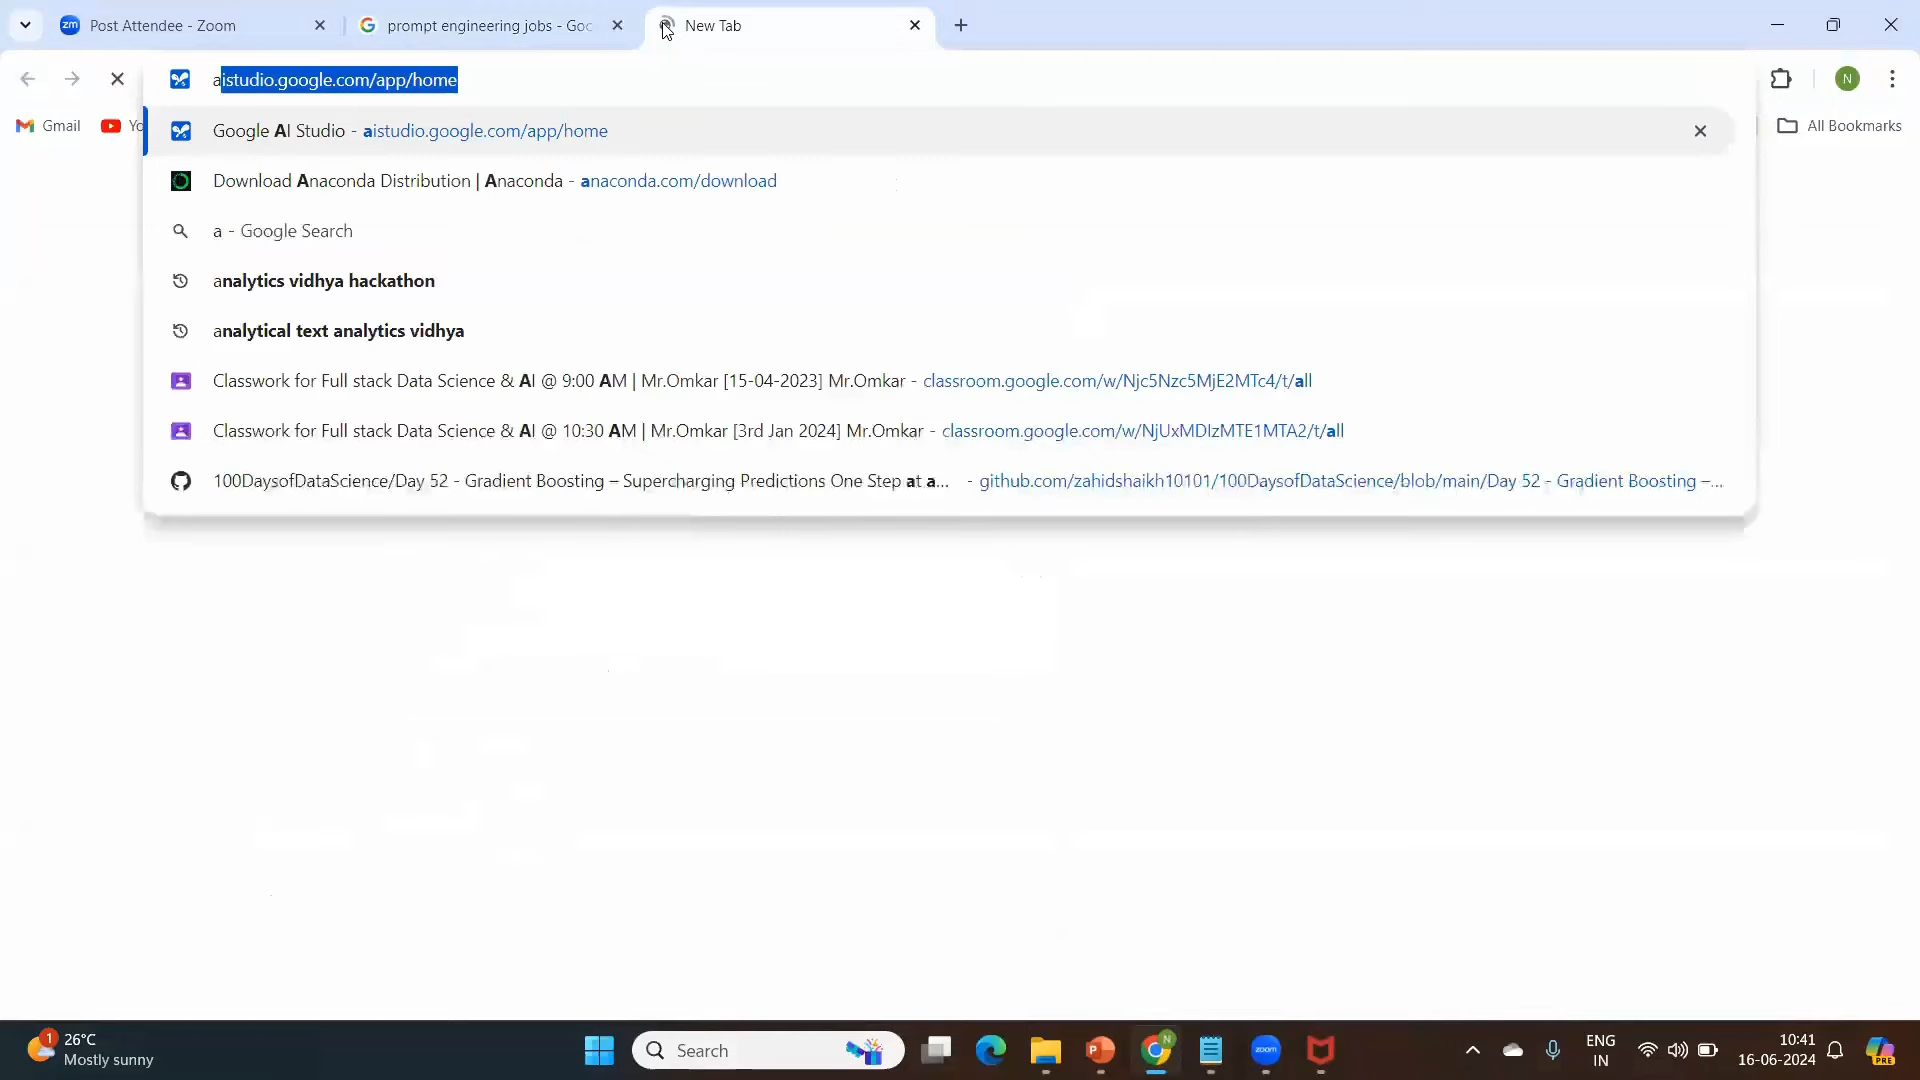 zm Post Attendee - Zoom
prompt engineering jobs - Goo
New Tab
aistudio.google.com/app/home
N
Gmail
Yo
All Bookmarks
Google AI Studio - aistudio.google.com/app/home
Download Anaconda Distribution | Anaconda - anaconda.com/download
a - Google Search
analytics vidhya hackathon
analytical text analytics vidhya
Classwork for Full stack Data Science & AI @ 9:00 AM | Mr.Omkar [15-04-2023] Mr.Omkar - classroom.google.com/w/Njc5Nzc5MjE2MTc4/t/all
Classwork for Full stack Data Science & AI @ 10:30 AM | Mr.Omkar [3rd Jan 2024] Mr.Omkar - classroom.google.com/w/NjUxMDIzMTE1MTA2/t/all
100DaysofDataScience/Day 52 - Gradient Boosting – Supercharging Predictions One Step at a... - github.com/zahidshaikh10101/100DaysofDataScience/blob/main/Day 52 - Gradient Boosting –...
1
26°C
Mostly sunny
Search
P
N
zoom
ENG
IN
10:41
16-06-2024
PRE